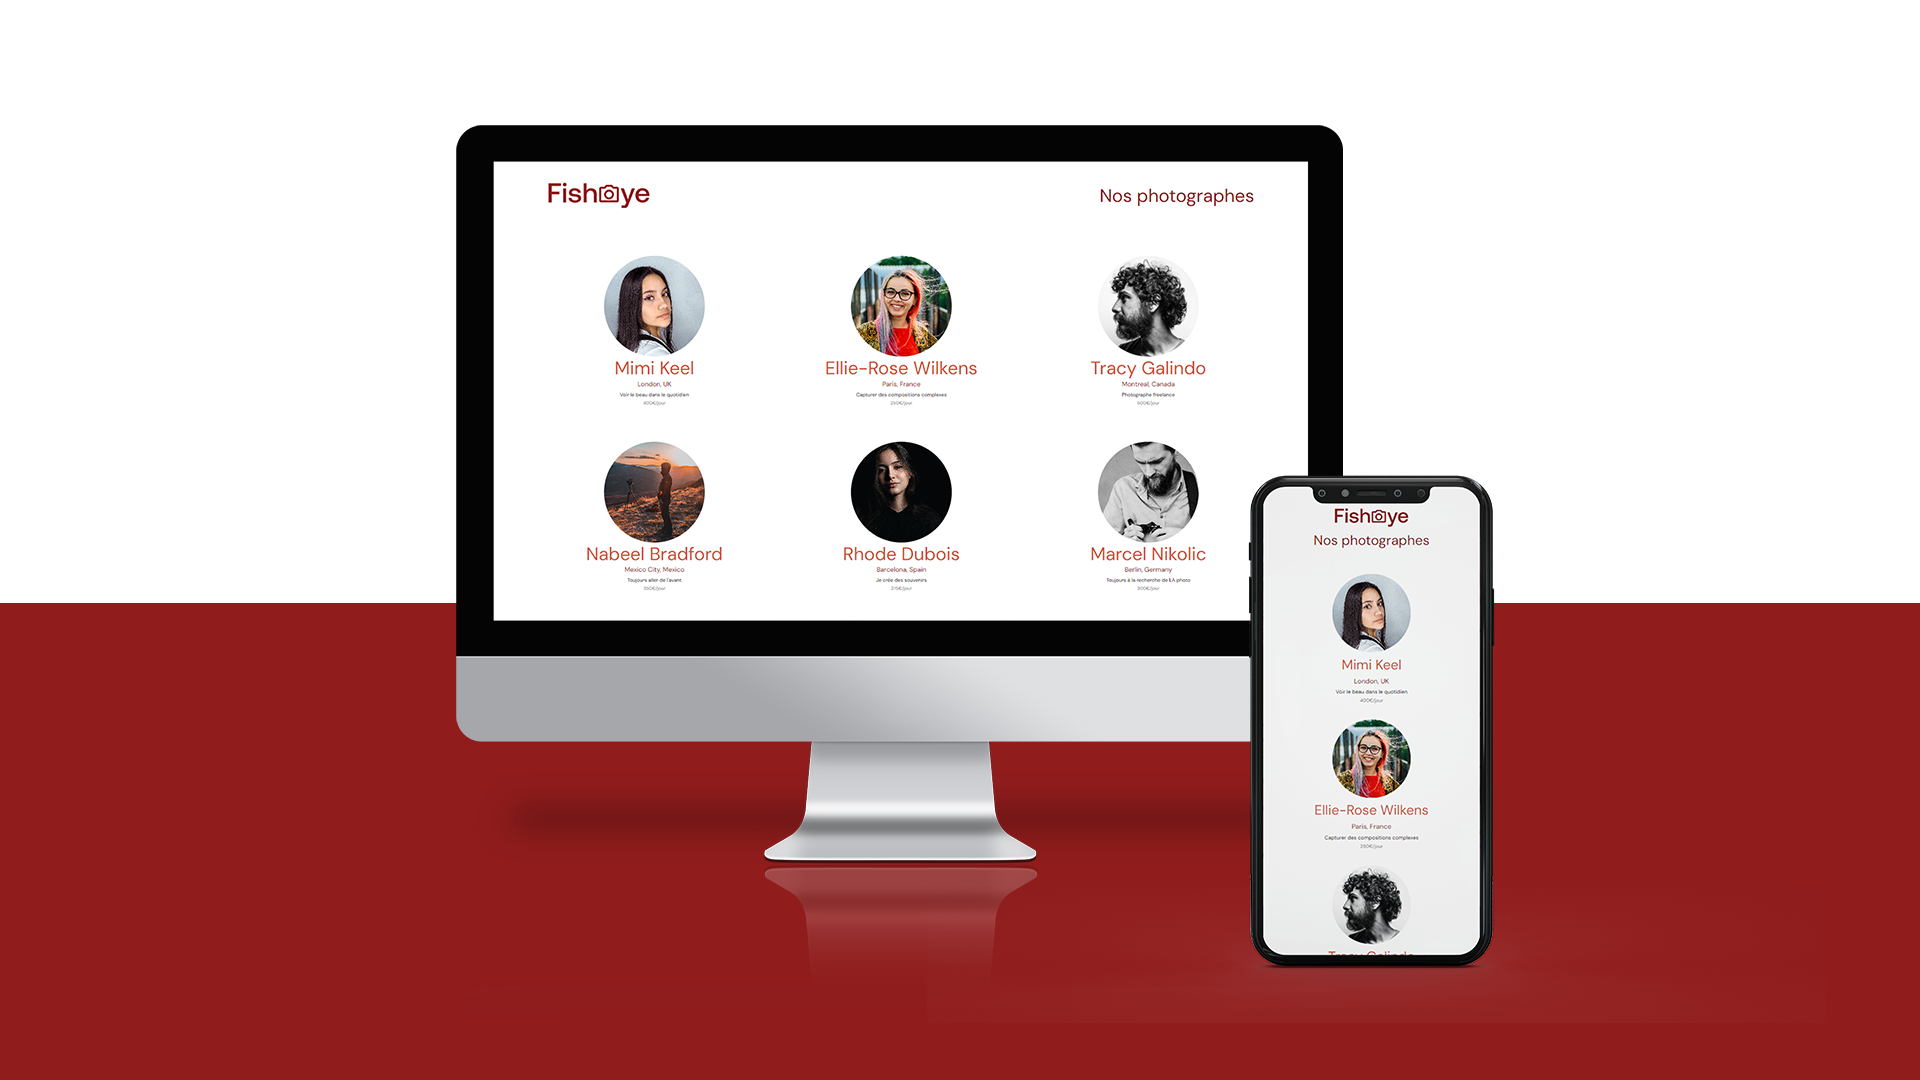 Fisheye
Nos photographes
Mimi Keel
London, UK
Voir le beau dans le quotidien
400€/jour
Ellie-Rose Wilkens
Paris, France
Capturer des compositions complexes
250€/jour
Tracy Galindo
Montreal, Canada
Photographe freelance
500€/jour
Nabeel Bradford
Mexico City, Mexico
Toujours aller de l'avant
350€/jour
Rhode Dubois
Barcelona, Spain
Je crée des souvenirs
275€/jour
Marcel Nikolic
Berlin, Germany
Toujours à la recherche de LA photo
300€/jour
Fisheye
Nos photographes
Mimi Keel
London, UK
Voir le beau dans le quotidien
400€/jour
Ellie-Rose Wilkens
Paris, France
Capturer des compositions complexes
250€/jour
Tracy Galindo